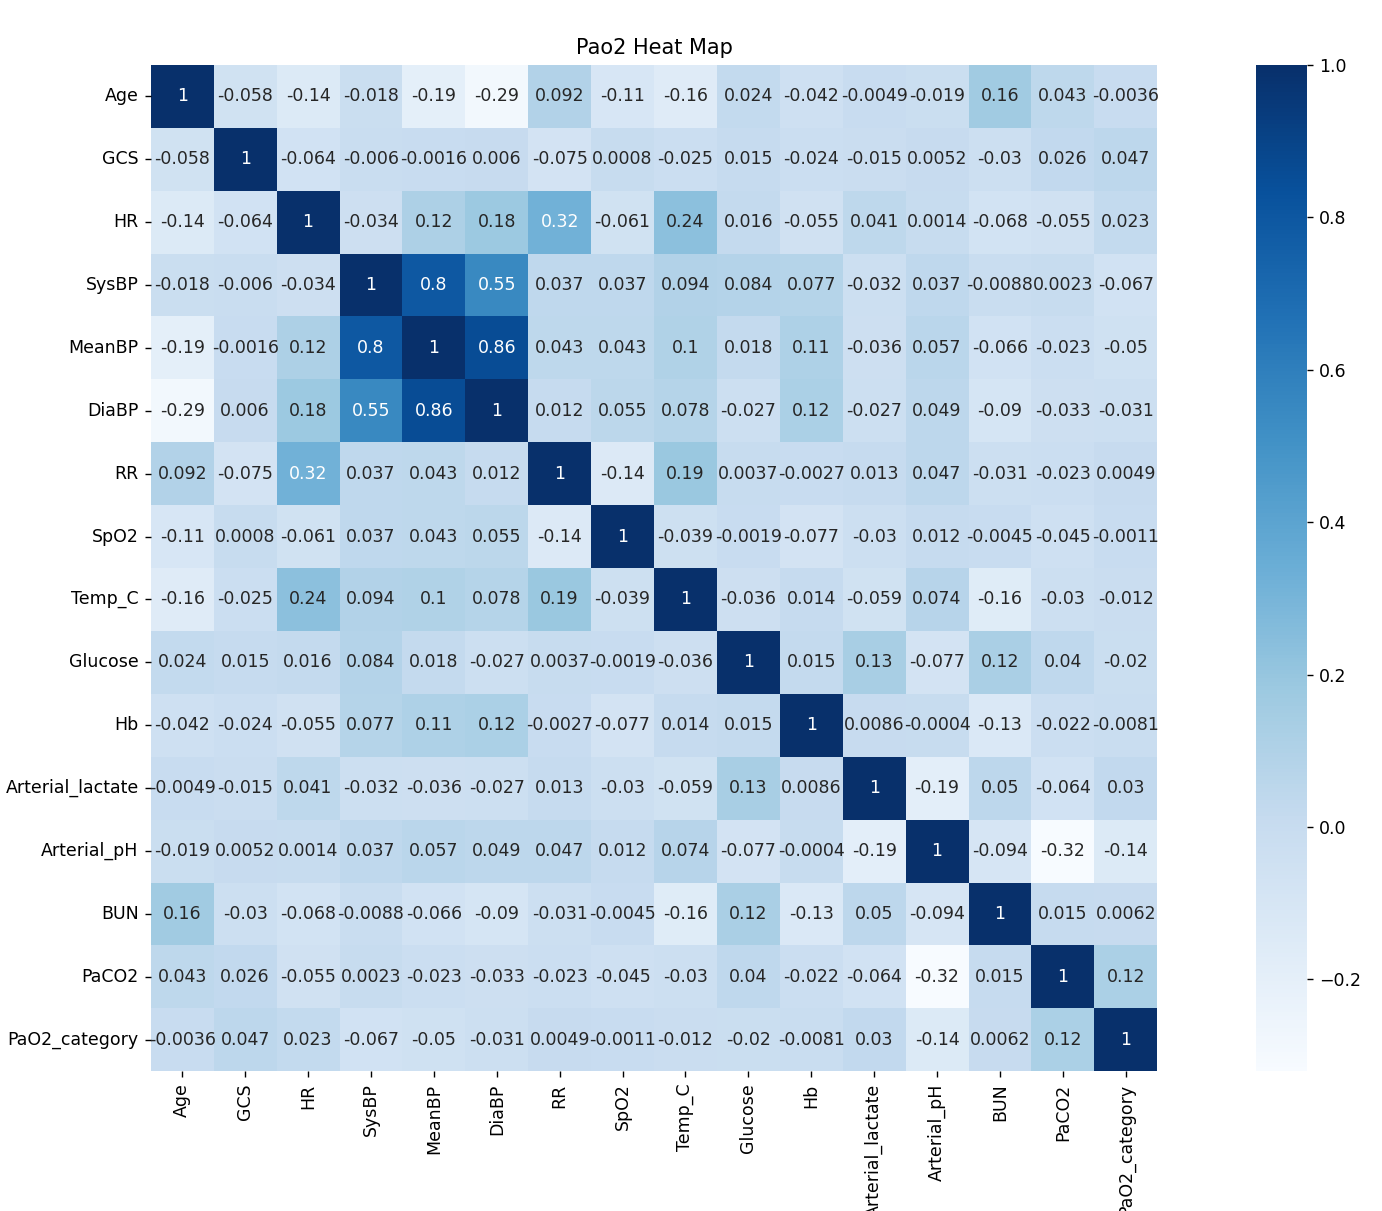 Pao2 Heat Map
Age 1 -0.058 -0.14 -0.018 -0.19 -0.29 0.092 -0.11 -0.16 0.024 -0.042 -0.0049 -0.019 0.16 0.043 -0.0036
GCS -0.058 1 -0.064 -0.006 -0.0016 0.006 -0.075 0.0008 -0.025 0.015 -0.024 -0.015 0.0052 -0.03 0.026 0.047
HR -0.14 -0.064 1 -0.034 0.12 0.18 0.32 -0.061 0.24 0.016 -0.055 0.041 0.0014 -0.068 -0.055 0.023
SysBP -0.018 -0.006 -0.034 1 0.8 0.55 0.037 0.037 0.094 0.084 0.077 -0.032 0.037 -0.0088 0.0023 -0.067
MeanBP -0.19 -0.0016 0.12 0.8 1 0.86 0.043 0.043 0.1 0.018 0.11 -0.036 0.057 -0.066 -0.023 -0.05
DiaBP -0.29 0.006 0.18 0.55 0.86 1 0.012 0.055 0.078 -0.027 0.12 -0.027 0.049 -0.09 -0.033 -0.031
RR 0.092 -0.075 0.32 0.037 0.043 0.012 1 -0.14 0.19 0.0037 -0.0027 0.013 0.047 -0.031 -0.023 0.0049
SpO2 -0.11 0.0008 -0.061 0.037 0.043 0.055 -0.14 1 -0.039 -0.0019 -0.077 -0.03 0.012 -0.0045 -0.045 -0.0011
Temp_C -0.16 -0.025 0.24 0.094 0.1 0.078 0.19 -0.039 1 -0.036 0.014 -0.059 0.074 -0.16 -0.03 -0.012
Glucose 0.024 0.015 0.016 0.084 0.018 -0.027 0.0037 -0.0019 -0.036 1 0.015 0.13 -0.077 0.12 0.04 -0.02
Hb -0.042 -0.024 -0.055 0.077 0.11 0.12 -0.0027 -0.077 0.014 0.015 1 0.0086 -0.0004 -0.13 -0.022 -0.0081
Arterial_lactate -0.0049 -0.015 0.041 -0.032 -0.036 -0.027 0.013 -0.03 -0.059 0.13 0.0086 1 -0.19 0.05 -0.064 0.03
Arterial_pH -0.019 0.0052 0.0014 0.037 0.057 0.049 0.047 0.012 0.074 -0.077 -0.0004 -0.19 1 -0.094 -0.32 -0.14
BUN 0.16 -0.03 -0.068 -0.0088 -0.066 -0.09 -0.031 -0.0045 -0.16 0.12 -0.13 0.05 -0.094 1 0.015 0.0062
PaCO2 0.043 0.026 -0.055 0.0023 -0.023 -0.033 -0.023 -0.045 -0.03 0.04 -0.022 -0.064 -0.32 0.015 1 0.12
PaO2_category -0.0036 0.047 0.023 -0.067 -0.05 -0.031 0.0049 -0.0011 -0.012 -0.02 -0.0081 0.03 -0.14 0.0062 0.12 1
Age GCS HR SysBP MeanBP DiaBP RR SpO2 Temp_C Glucose Hb Arterial_lactate Arterial_pH BUN PaCO2 PaO2_category
1.0
0.8
0.6
0.4
0.2
0.0
−0.2